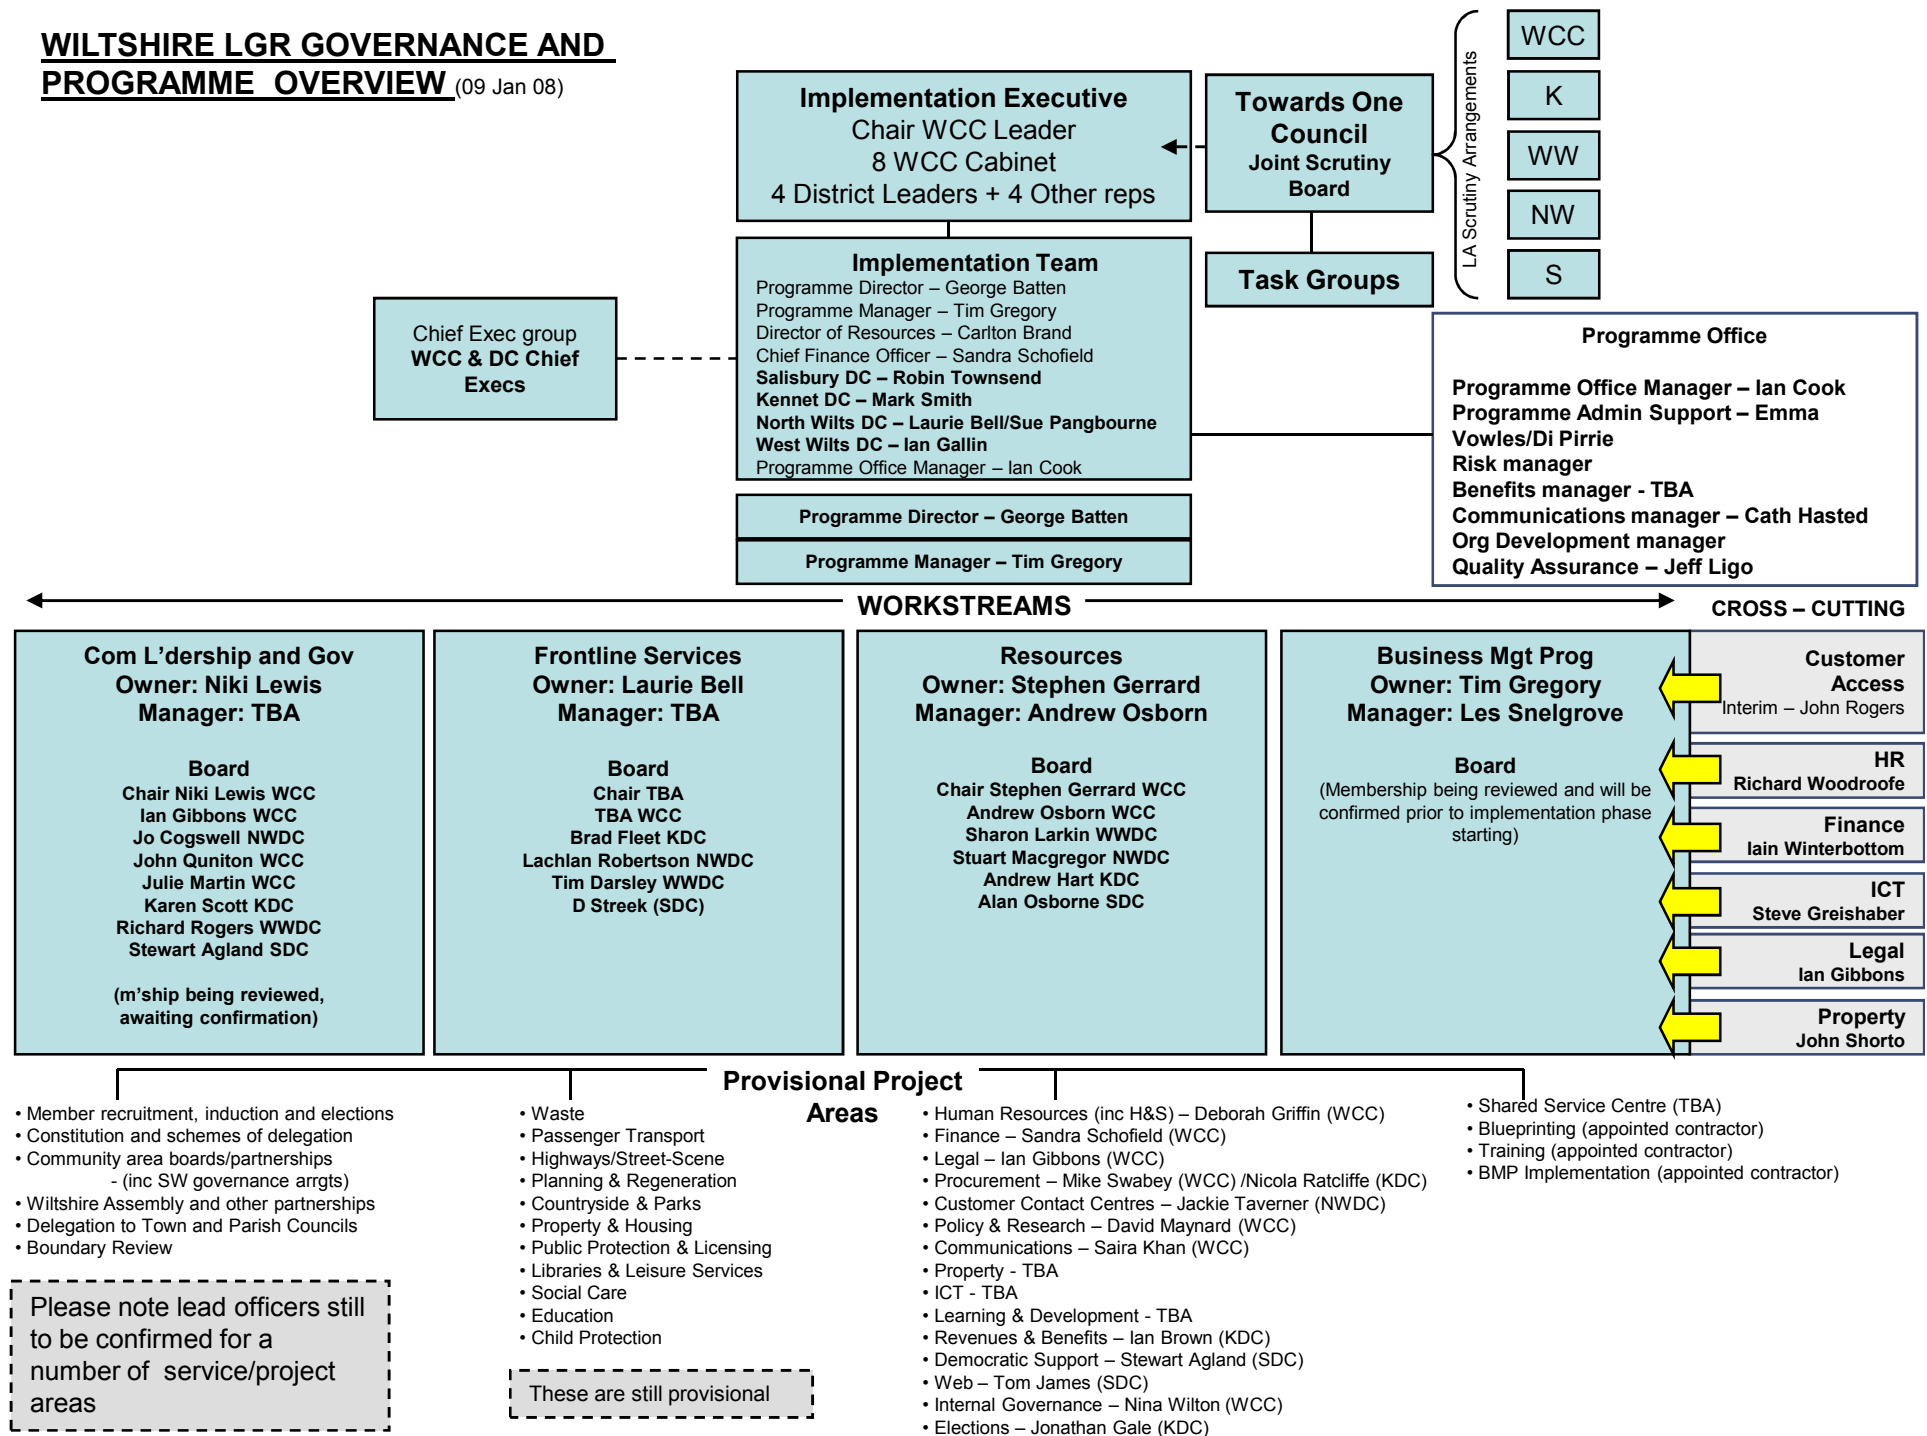 WILTSHIRE LGR GOVERNANCE AND
PROGRAMME OVERVIEW (09 Jan 08)
Implementation Executive
Chair WCC Leader
8 WCC Cabinet
4 District Leaders + 4 Other reps
Towards One
Council
Joint Scrutiny
Board
LA Scrutiny Arrangements
WCC
K
WW
NW
S
Task Groups
Implementation Team
Programme Director – George Batten
Programme Manager – Tim Gregory
Director of Resources – Carlton Brand
Chief Finance Officer – Sandra Schofield
Salisbury DC – Robin Townsend
Kennet DC – Mark Smith
North Wilts DC – Laurie Bell/Sue Pangbourne
West Wilts DC – Ian Gallin
Programme Office Manager – Ian Cook
Chief Exec group
WCC & DC Chief
Execs
Programme Office
Programme Office Manager – Ian Cook
Programme Admin Support – Emma
Vowles/Di Pirrie
Risk manager
Benefits manager - TBA
Communications manager – Cath Hasted
Org Development manager
Quality Assurance – Jeff Ligo
Programme Director – George Batten
Programme Manager – Tim Gregory
WORKSTREAMS
CROSS – CUTTING
Com L'dership and Gov
Owner: Niki Lewis
Manager: TBA
Board
Chair Niki Lewis WCC
Ian Gibbons WCC
Jo Cogswell NWDC
John Quniton WCC
Julie Martin WCC
Karen Scott KDC
Richard Rogers WWDC
Stewart Agland SDC
(m'ship being reviewed,
awaiting confirmation)
Frontline Services
Owner: Laurie Bell
Manager: TBA
Board
Chair TBA
TBA WCC
Brad Fleet KDC
Lachlan Robertson NWDC
Tim Darsley WWDC
D Streek (SDC)
Resources
Owner: Stephen Gerrard
Manager: Andrew Osborn
Board
Chair Stephen Gerrard WCC
Andrew Osborn WCC
Sharon Larkin WWDC
Stuart Macgregor NWDC
Andrew Hart KDC
Alan Osborne SDC
Business Mgt Prog
Owner: Tim Gregory
Manager: Les Snelgrove
Board
(Membership being reviewed and will be
confirmed prior to implementation phase
starting)
Customer
Access
Interim – John Rogers
HR
Richard Woodroofe
Finance
Iain Winterbottom
ICT
Steve Greishaber
Legal
Ian Gibbons
Property
John Shorto
Provisional Project
Areas
• Member recruitment, induction and elections
• Constitution and schemes of delegation
• Community area boards/partnerships
- (inc SW governance arrgts)
• Wiltshire Assembly and other partnerships
• Delegation to Town and Parish Councils
• Boundary Review
• Waste
• Passenger Transport
• Highways/Street-Scene
• Planning & Regeneration
• Countryside & Parks
• Property & Housing
• Public Protection & Licensing
• Libraries & Leisure Services
• Social Care
• Education
• Child Protection
• Human Resources (inc H&S) – Deborah Griffin (WCC)
• Finance – Sandra Schofield (WCC)
• Legal – Ian Gibbons (WCC)
• Procurement – Mike Swabey (WCC) /Nicola Ratcliffe (KDC)
• Customer Contact Centres – Jackie Taverner (NWDC)
• Policy & Research – David Maynard (WCC)
• Communications – Saira Khan (WCC)
• Property - TBA
• ICT - TBA
• Learning & Development - TBA
• Revenues & Benefits – Ian Brown (KDC)
• Democratic Support – Stewart Agland (SDC)
• Web – Tom James (SDC)
• Internal Governance – Nina Wilton (WCC)
• Elections – Jonathan Gale (KDC)
• Shared Service Centre (TBA)
• Blueprinting (appointed contractor)
• Training (appointed contractor)
• BMP Implementation (appointed contractor)
Please note lead officers still
to be confirmed for a
number of service/project
areas
These are still provisional